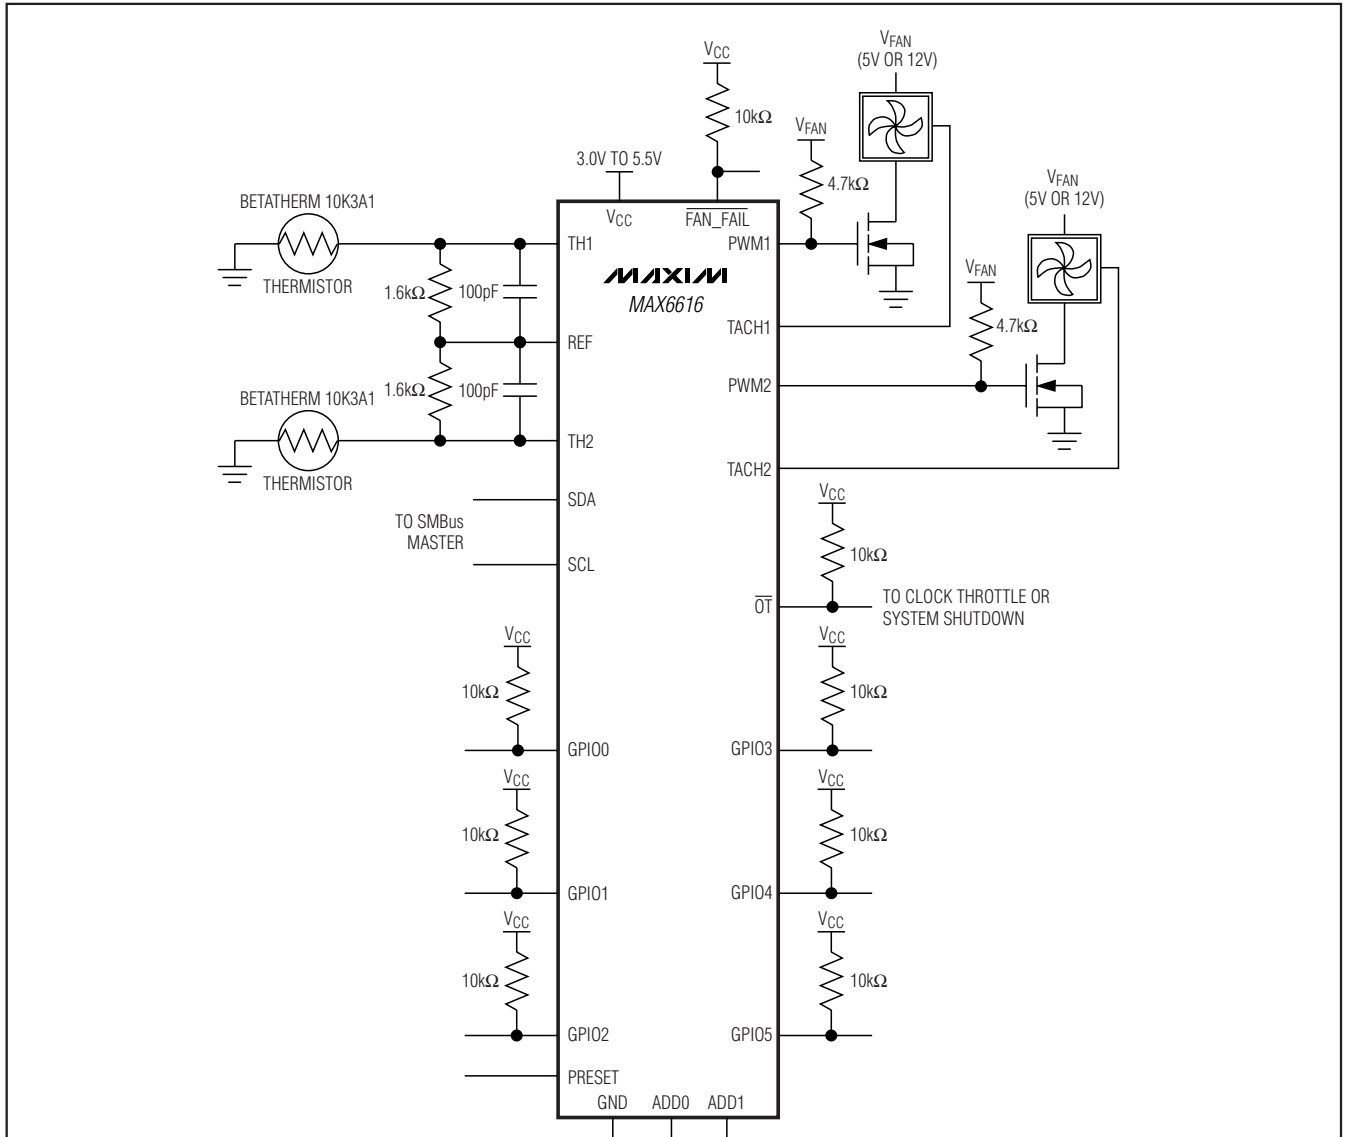 VCC
10kΩ
VFAN
(5V OR 12V)
VFAN
4.7kΩ
3.0V TO 5.5V
VFAN
(5V OR 12V)
VFAN
4.7kΩ
BETATHERM 10K3A1
THERMISTOR
1.6kΩ
100pF
1.6kΩ
100pF
BETATHERM 10K3A1
THERMISTOR
VCC
FAN_FAIL
TH1
PWM1
MAXIM
MAX6616
TACH1
REF
PWM2
TH2
TACH2
SDA
TO SMBus
MASTER
SCL
VCC
10kΩ
OT
TO CLOCK THROTTLE OR
SYSTEM SHUTDOWN
VCC
10kΩ
GPIO0
VCC
10kΩ
GPIO3
VCC
10kΩ
GPIO1
VCC
10kΩ
GPIO4
VCC
10kΩ
GPIO2
VCC
10kΩ
GPIO5
PRESET
GND
ADD0
ADD1